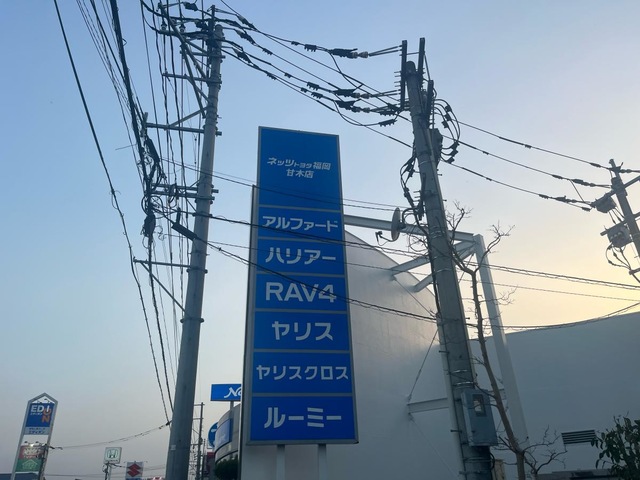 ネッツトヨタ福岡
甘木店
アルファード
ハリアー
RAV4
ヤリス
ヤリスクロス
ルーミー
EDION